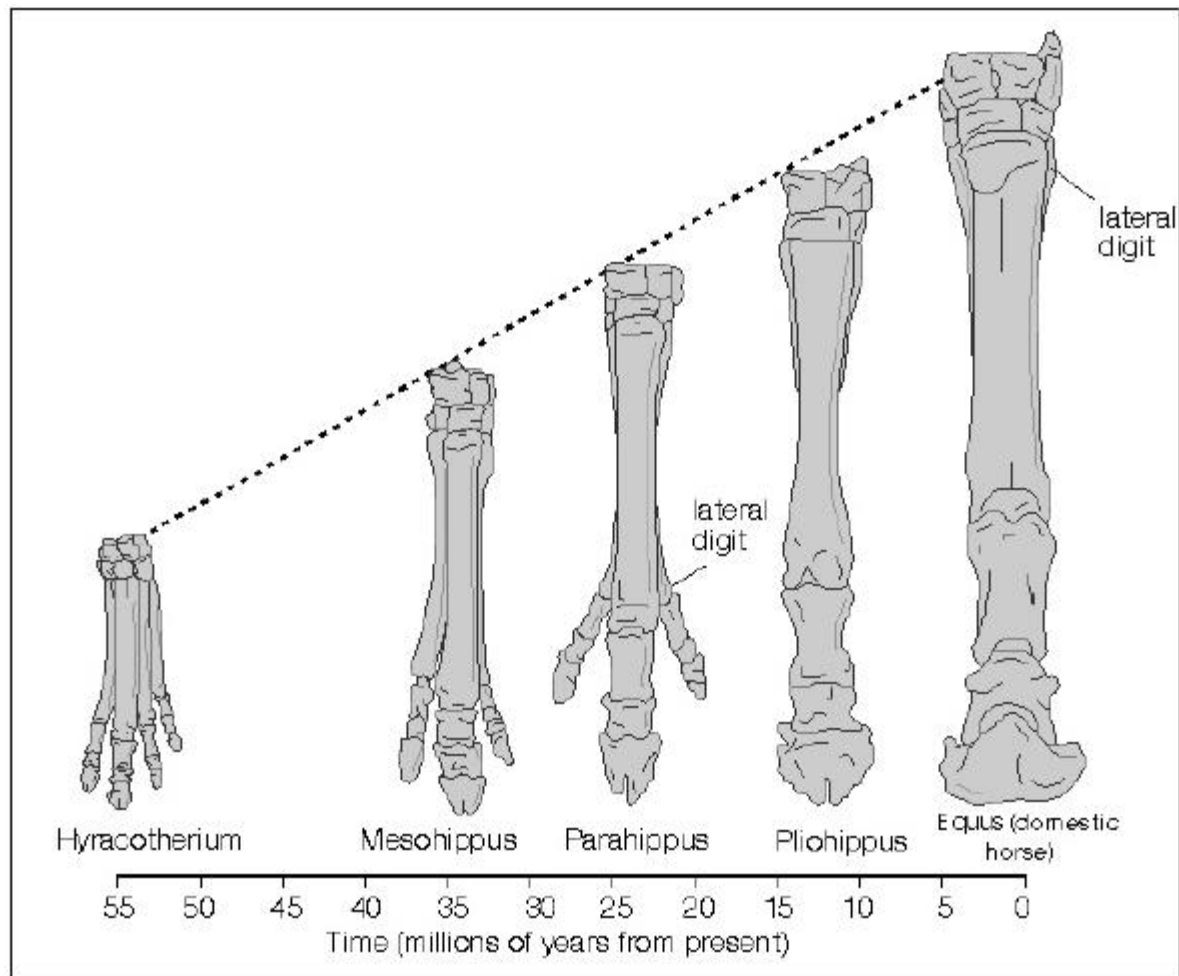 lateral
digit
lateral
digit
Hyracotherium
Mesohippus
Parahippus
Pliohippus
Equus (domestic
horse)
55 50 45 40 35 30 25 20 15 10 5 0
Time (millions of years from present)